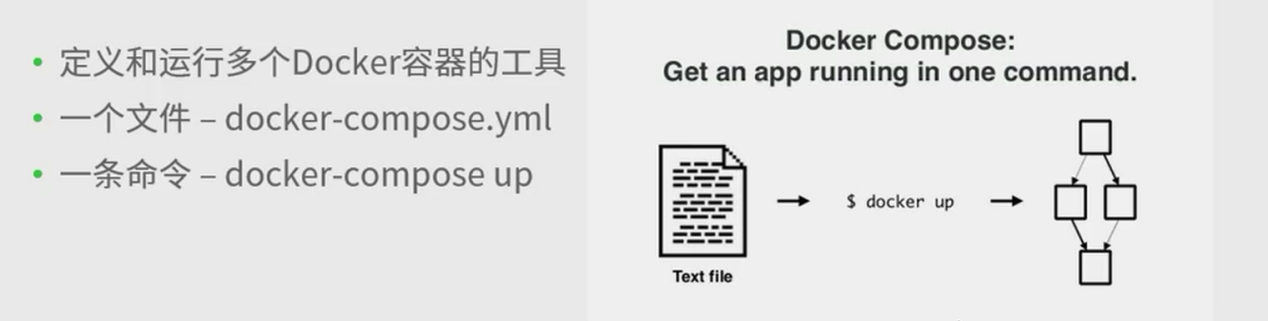 • 定义和运行多个Docker容器的工具
• 一个文件 – docker-compose.yml
• 一条命令 – docker-compose up
Docker Compose:
Get an app running in one command.
$ docker up
Text file